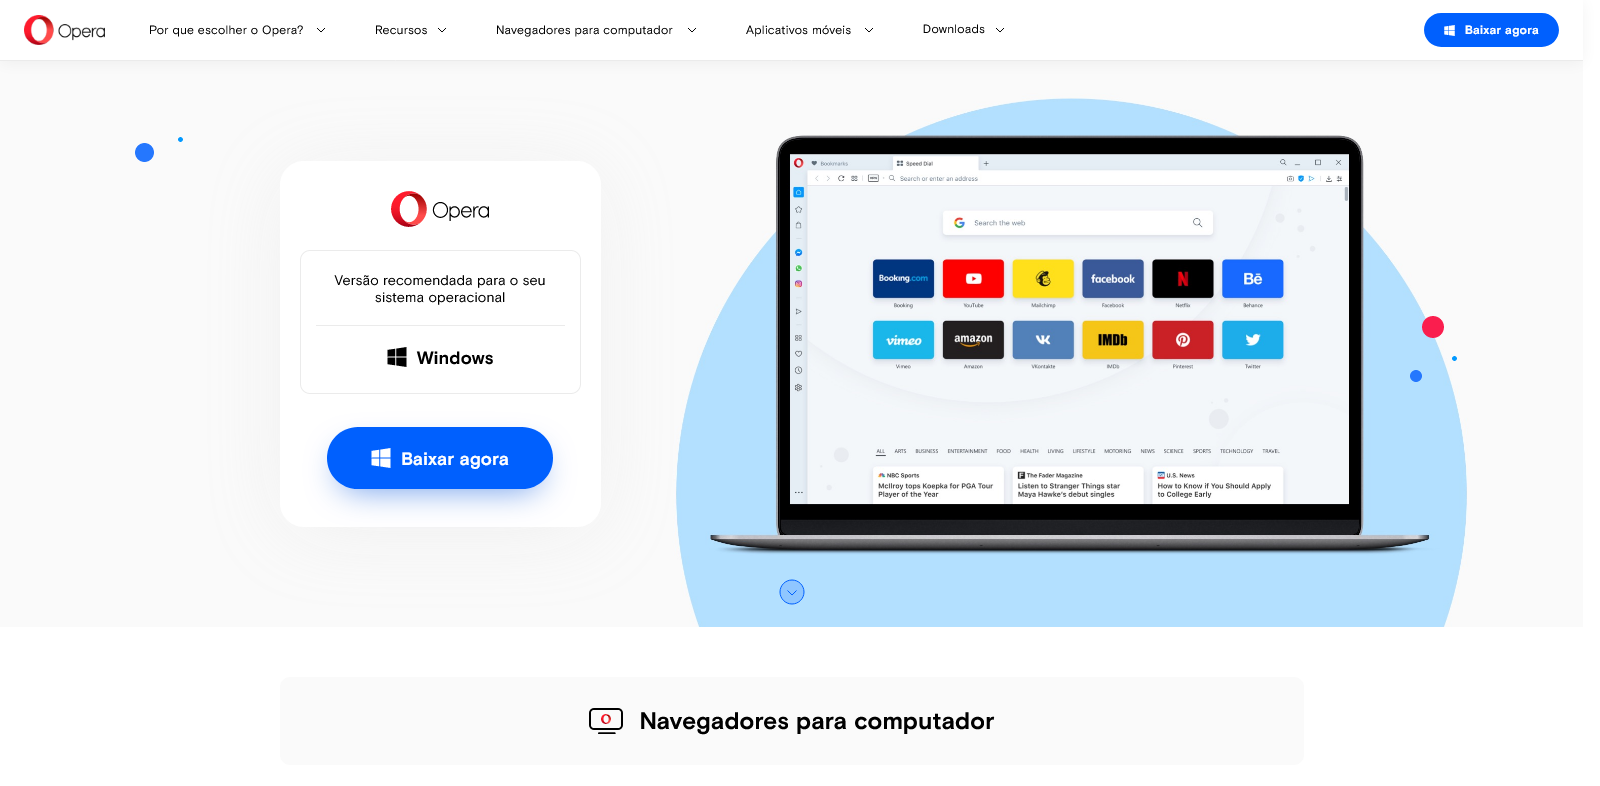 Opera
Por que escolher o Opera?
Recursos
Navegadores para computador
Aplicativos móveis
Downloads
Baixar agora
Opera
Versão recomendada para o seu
sistema operacional
Windows
Baixar agora
Bookmarks
Speed Dial
Search or enter an address
Search the web
Booking.com
facebook
Bē
Booking
YouTube
Mailchimp
Facebook
Netflix
Behance
vimeo
amazon
IMDb
Vimeo
Amazon
VKontakte
IMDb
Pinterest
Twitter
ALL ARTS BUSINESS ENTERTAINMENT FOOD HEALTH LIVING LIFESTYLE MOTORING NEWS SCIENCE SPORTS TECHNOLOGY TRAVEL
NBC Sports
McIlroy tops Koepka for PGA Tour
Player of the Year
The Fader Magazine
Listen to Stranger Things star
Maya Hawke's debut singles
U.S. News
How to Know if You Should Apply
to College Early
Navegadores para computador